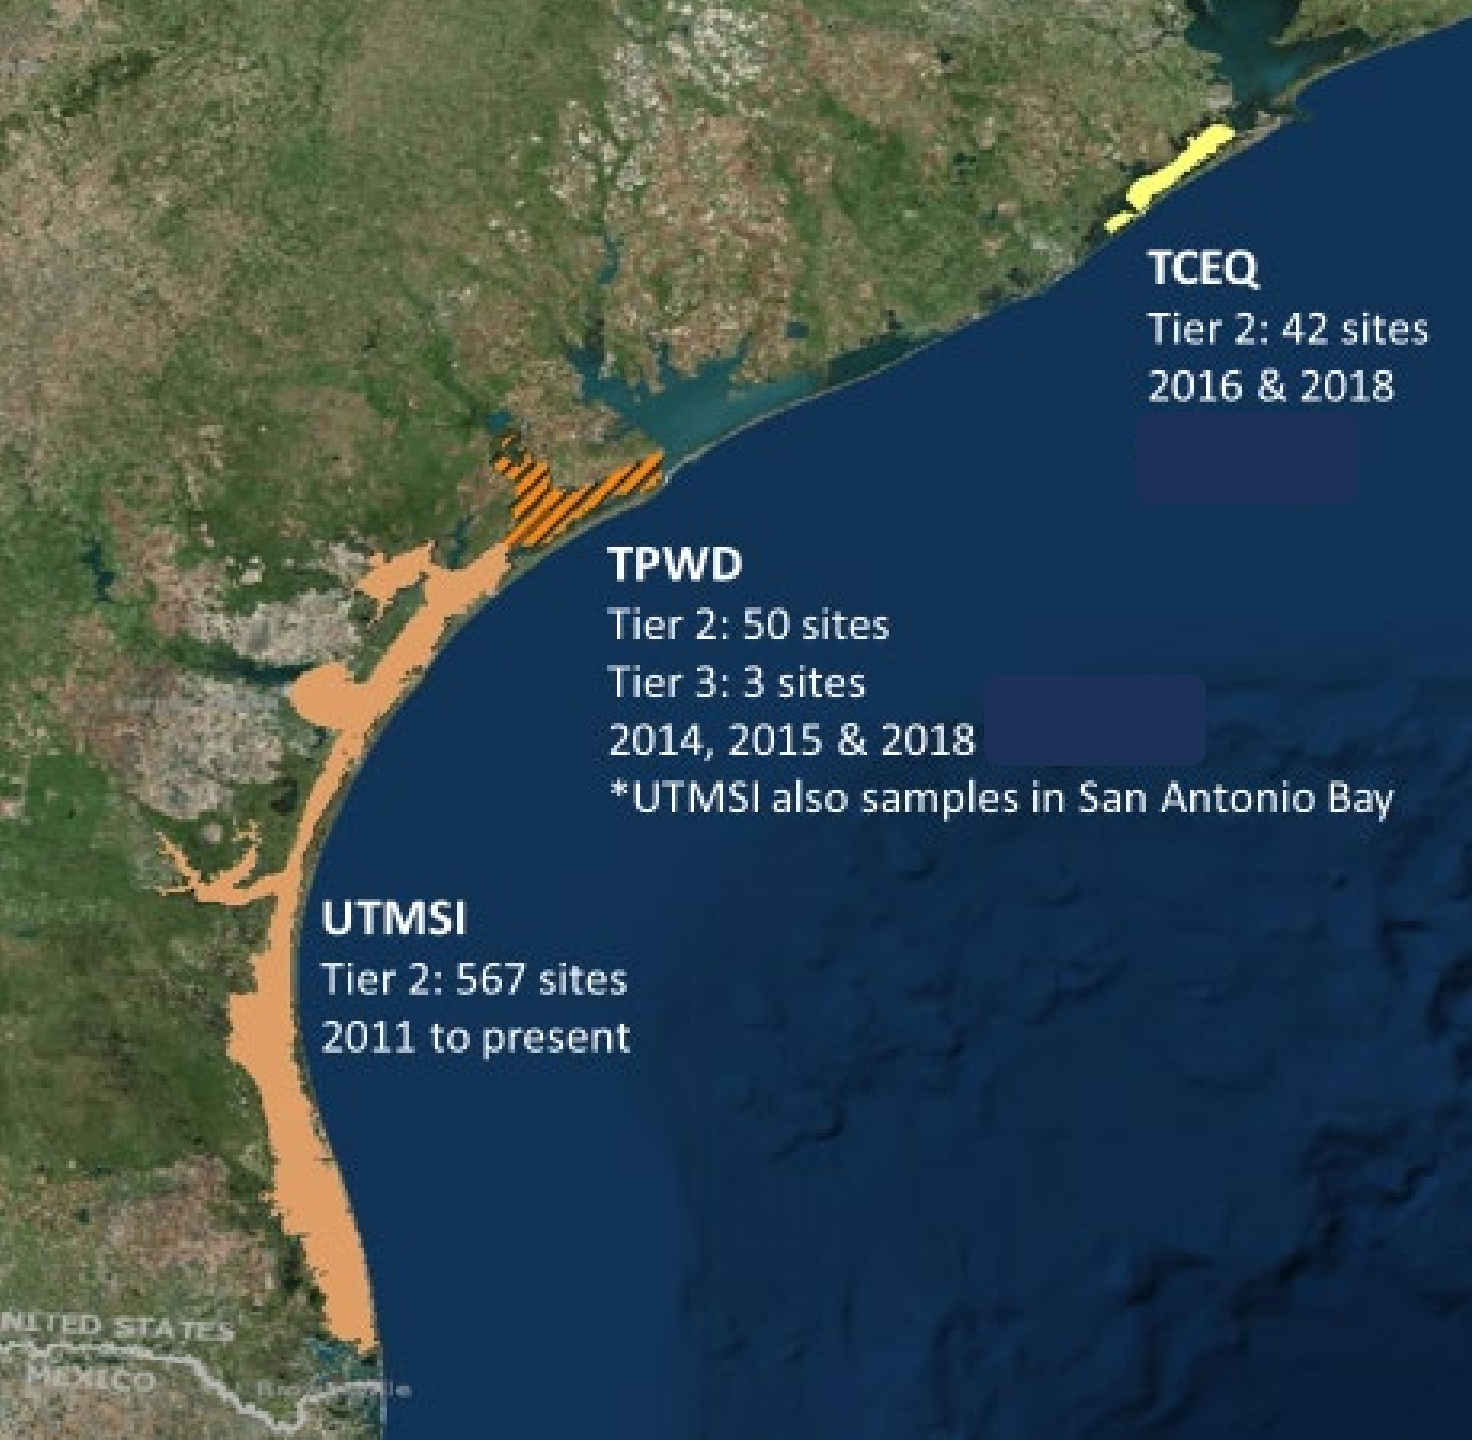 TCEQ
Tier 2: 42 sites
2016 & 2018
TPWD
Tier 2: 50 sites
Tier 3: 3 sites
2014, 2015 & 2018
*UTMSI also samples in San Antonio Bay
UTMSI
Tier 2: 567 sites
2011 to present
NITED STATES
MEXICO